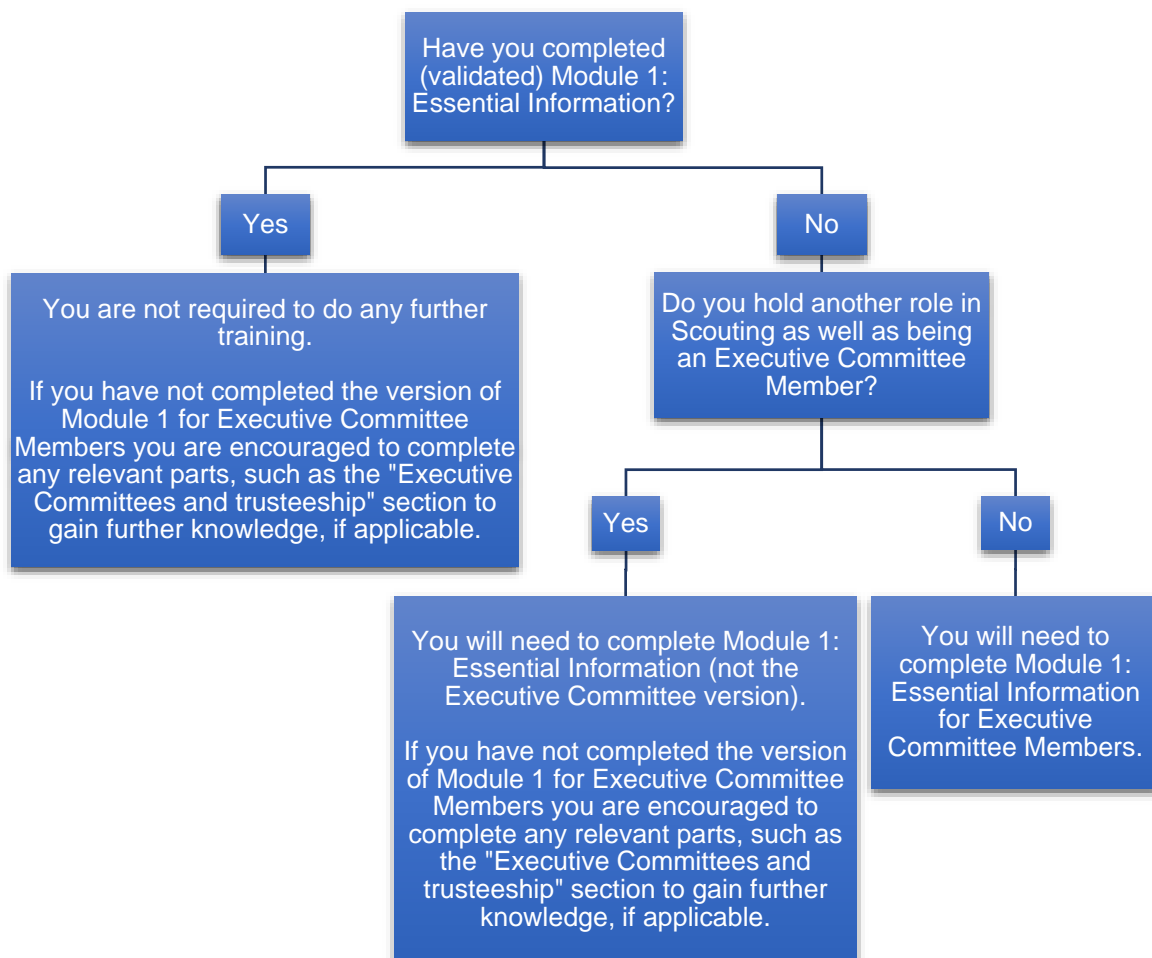 Have you completed
(validated) Module 1:
Essential Information?
Yes
No
You are not required to do any further
training.
If you have not completed the version of
Module 1 for Executive Committee
Members you are encouraged to complete
any relevant parts, such as the "Executive
Committees and trusteeship" section to
gain further knowledge, if applicable.
Do you hold another role in
Scouting as well as being
an Executive Committee
Member?
Yes
No
You will need to complete Module 1:
Essential Information (not the
Executive Committee version).
If you have not completed the version
of Module 1 for Executive Committee
Members you are encouraged to
complete any relevant parts, such as
the "Executive Committees and
trusteeship" section to gain further
knowledge, if applicable.
You will need to
complete Module 1:
Essential Information
for Executive
Committee Members.